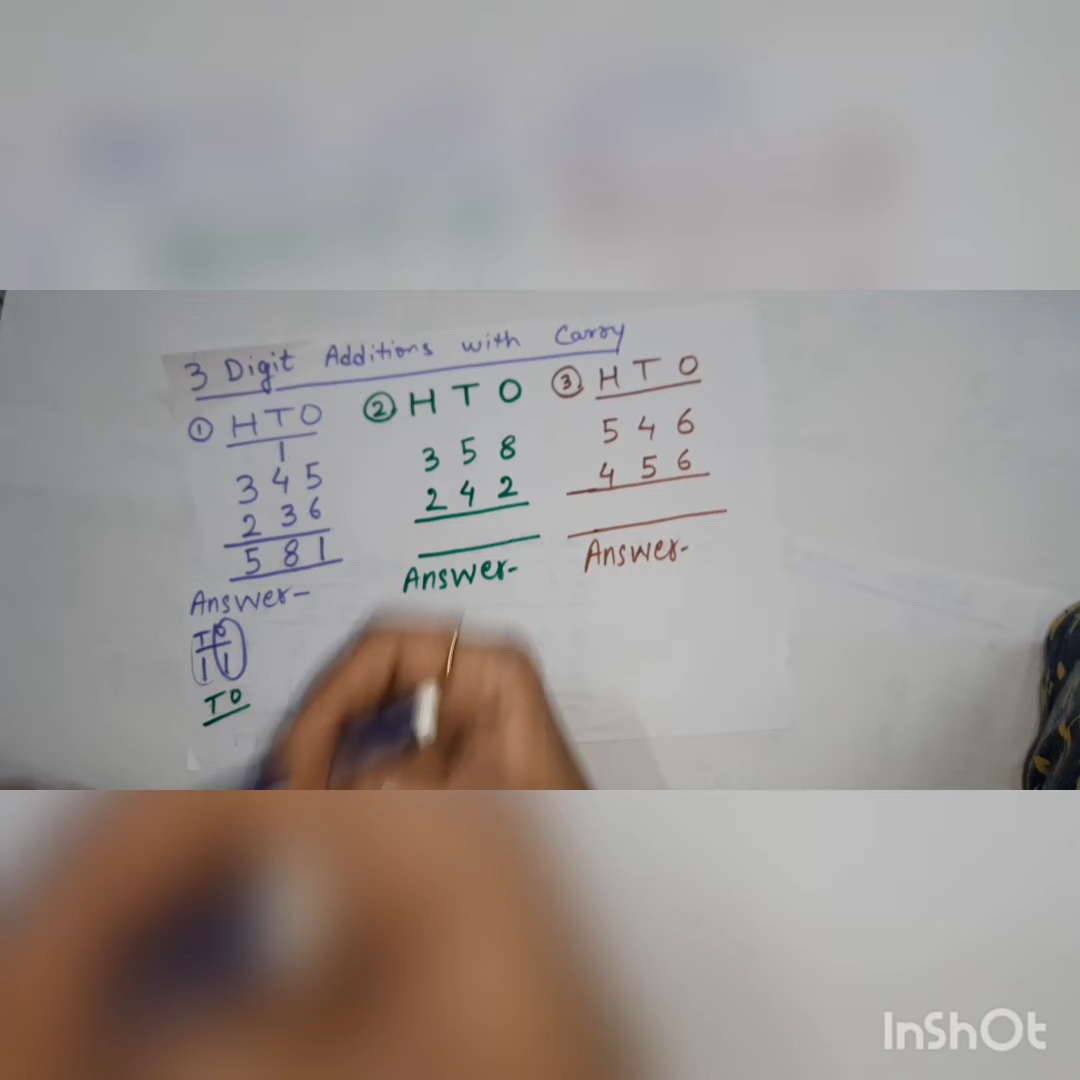 3 Digit Additions with Carry
① H T O
1
3 4 5
2 3 6
5 8 1
Answer-
T O
1 1
T O
② H T O
3 5 8
2 4 2
Answer-
③ H T O
5 4 6
4 5 6
Answer-
InShOt